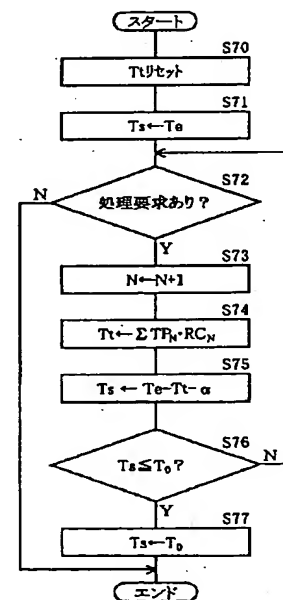 スタート
S70
Ttリセット
S71
Ts←Te
S72
N
処理要求あり?
Y
S73
N←N+1
S74
Tt←ΣTP_N・RC_N
S75
Ts ← Te-Tt-α
S76
N
Ts≦T₀?
Y
S77
Ts←T₀
エンド